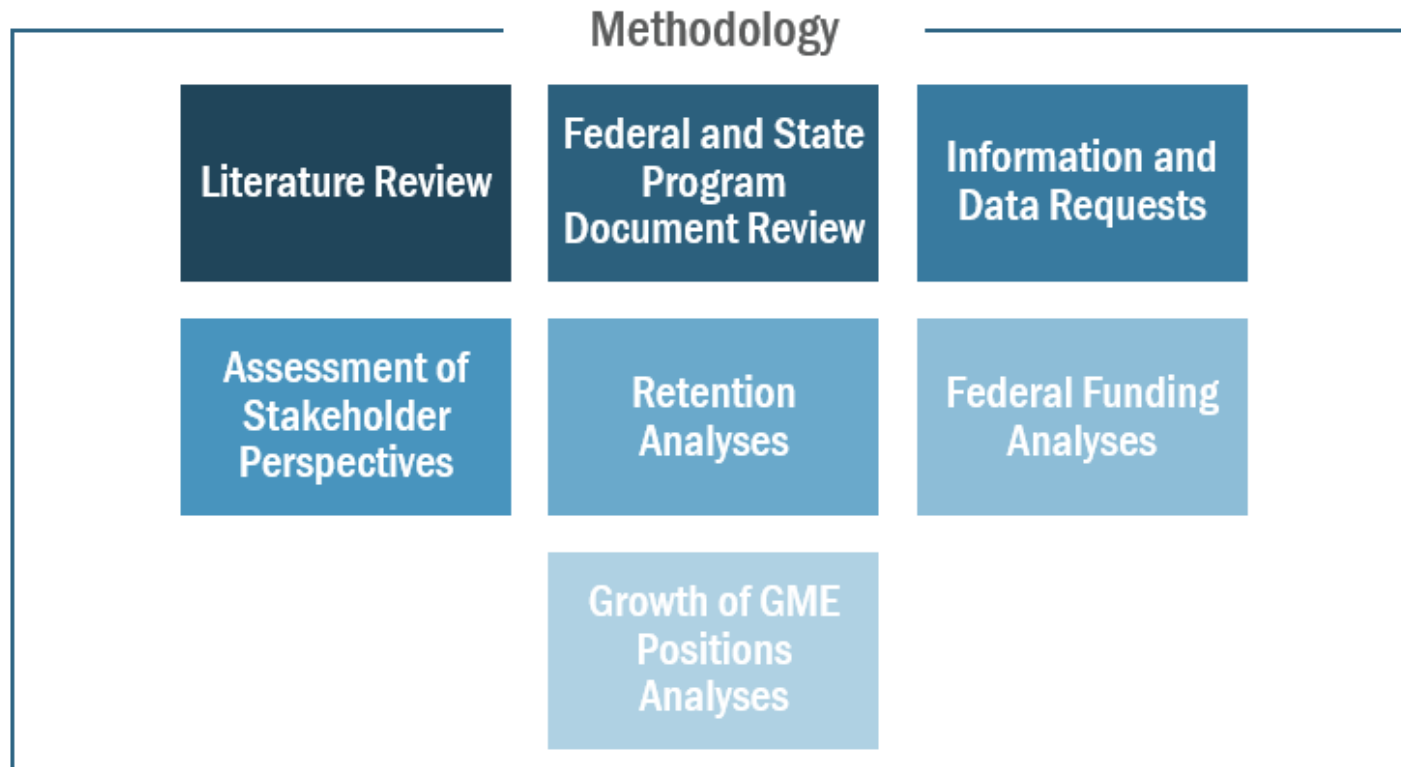 Methodology
Literature Review
Federal and State
Program
Document Review
Information and
Data Requests
Assessment of
Stakeholder
Perspectives
Retention
Analyses
Federal Funding
Analyses
Growth of GME
Positions
Analyses